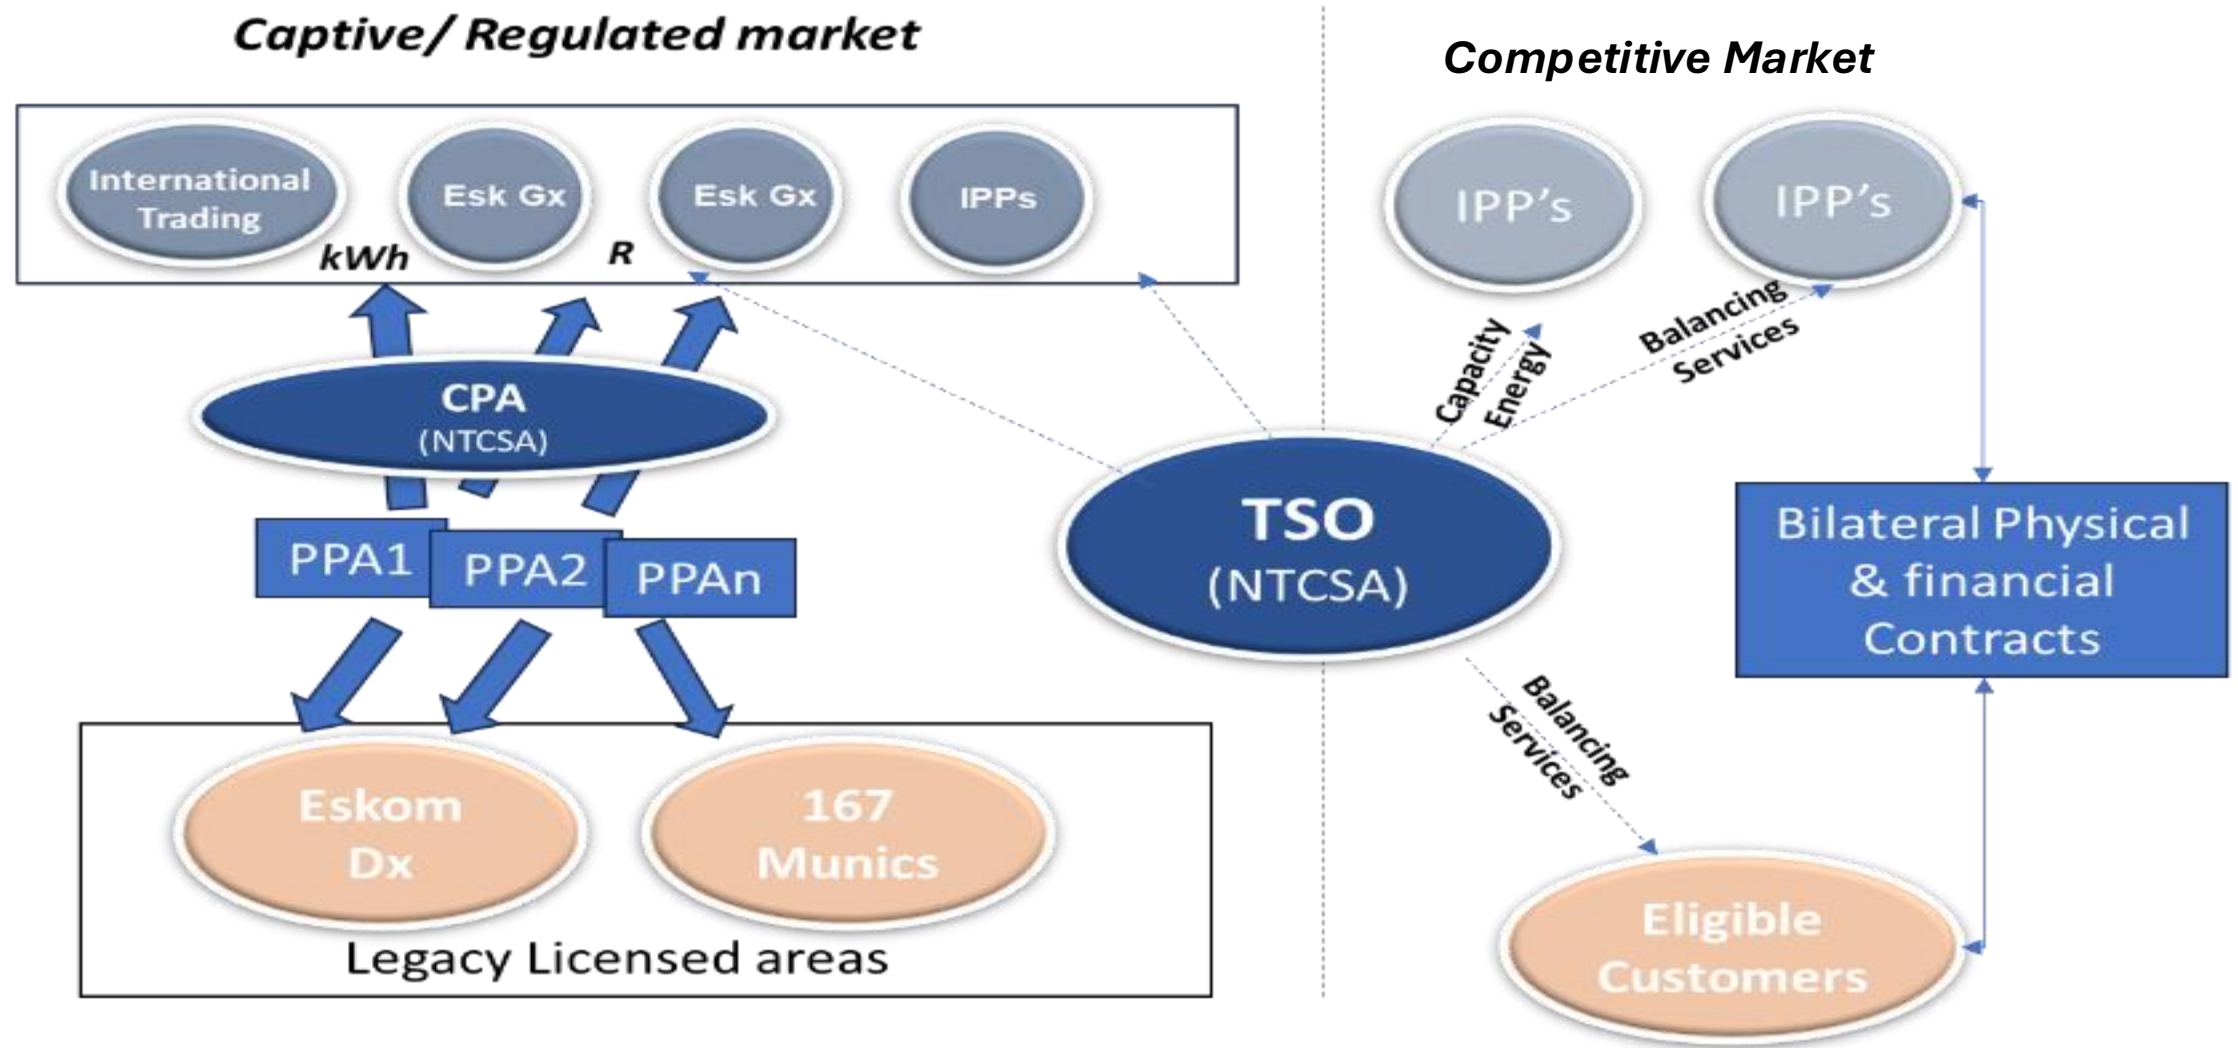 Captive/ Regulated market
Competitive Market
International
Trading
Esk Gx
Esk Gx
IPPs
kWh
R
IPP's
IPP's
CPA
(NTCSA)
PPA1
PPA2
PPAn
Capacity
Energy
Balancing
Services
TSO
(NTCSA)
Bilateral Physical
& financial
Contracts
Balancing
Services
Eskom
Dx
167
Munics
Legacy Licensed areas
Eligible
Customers